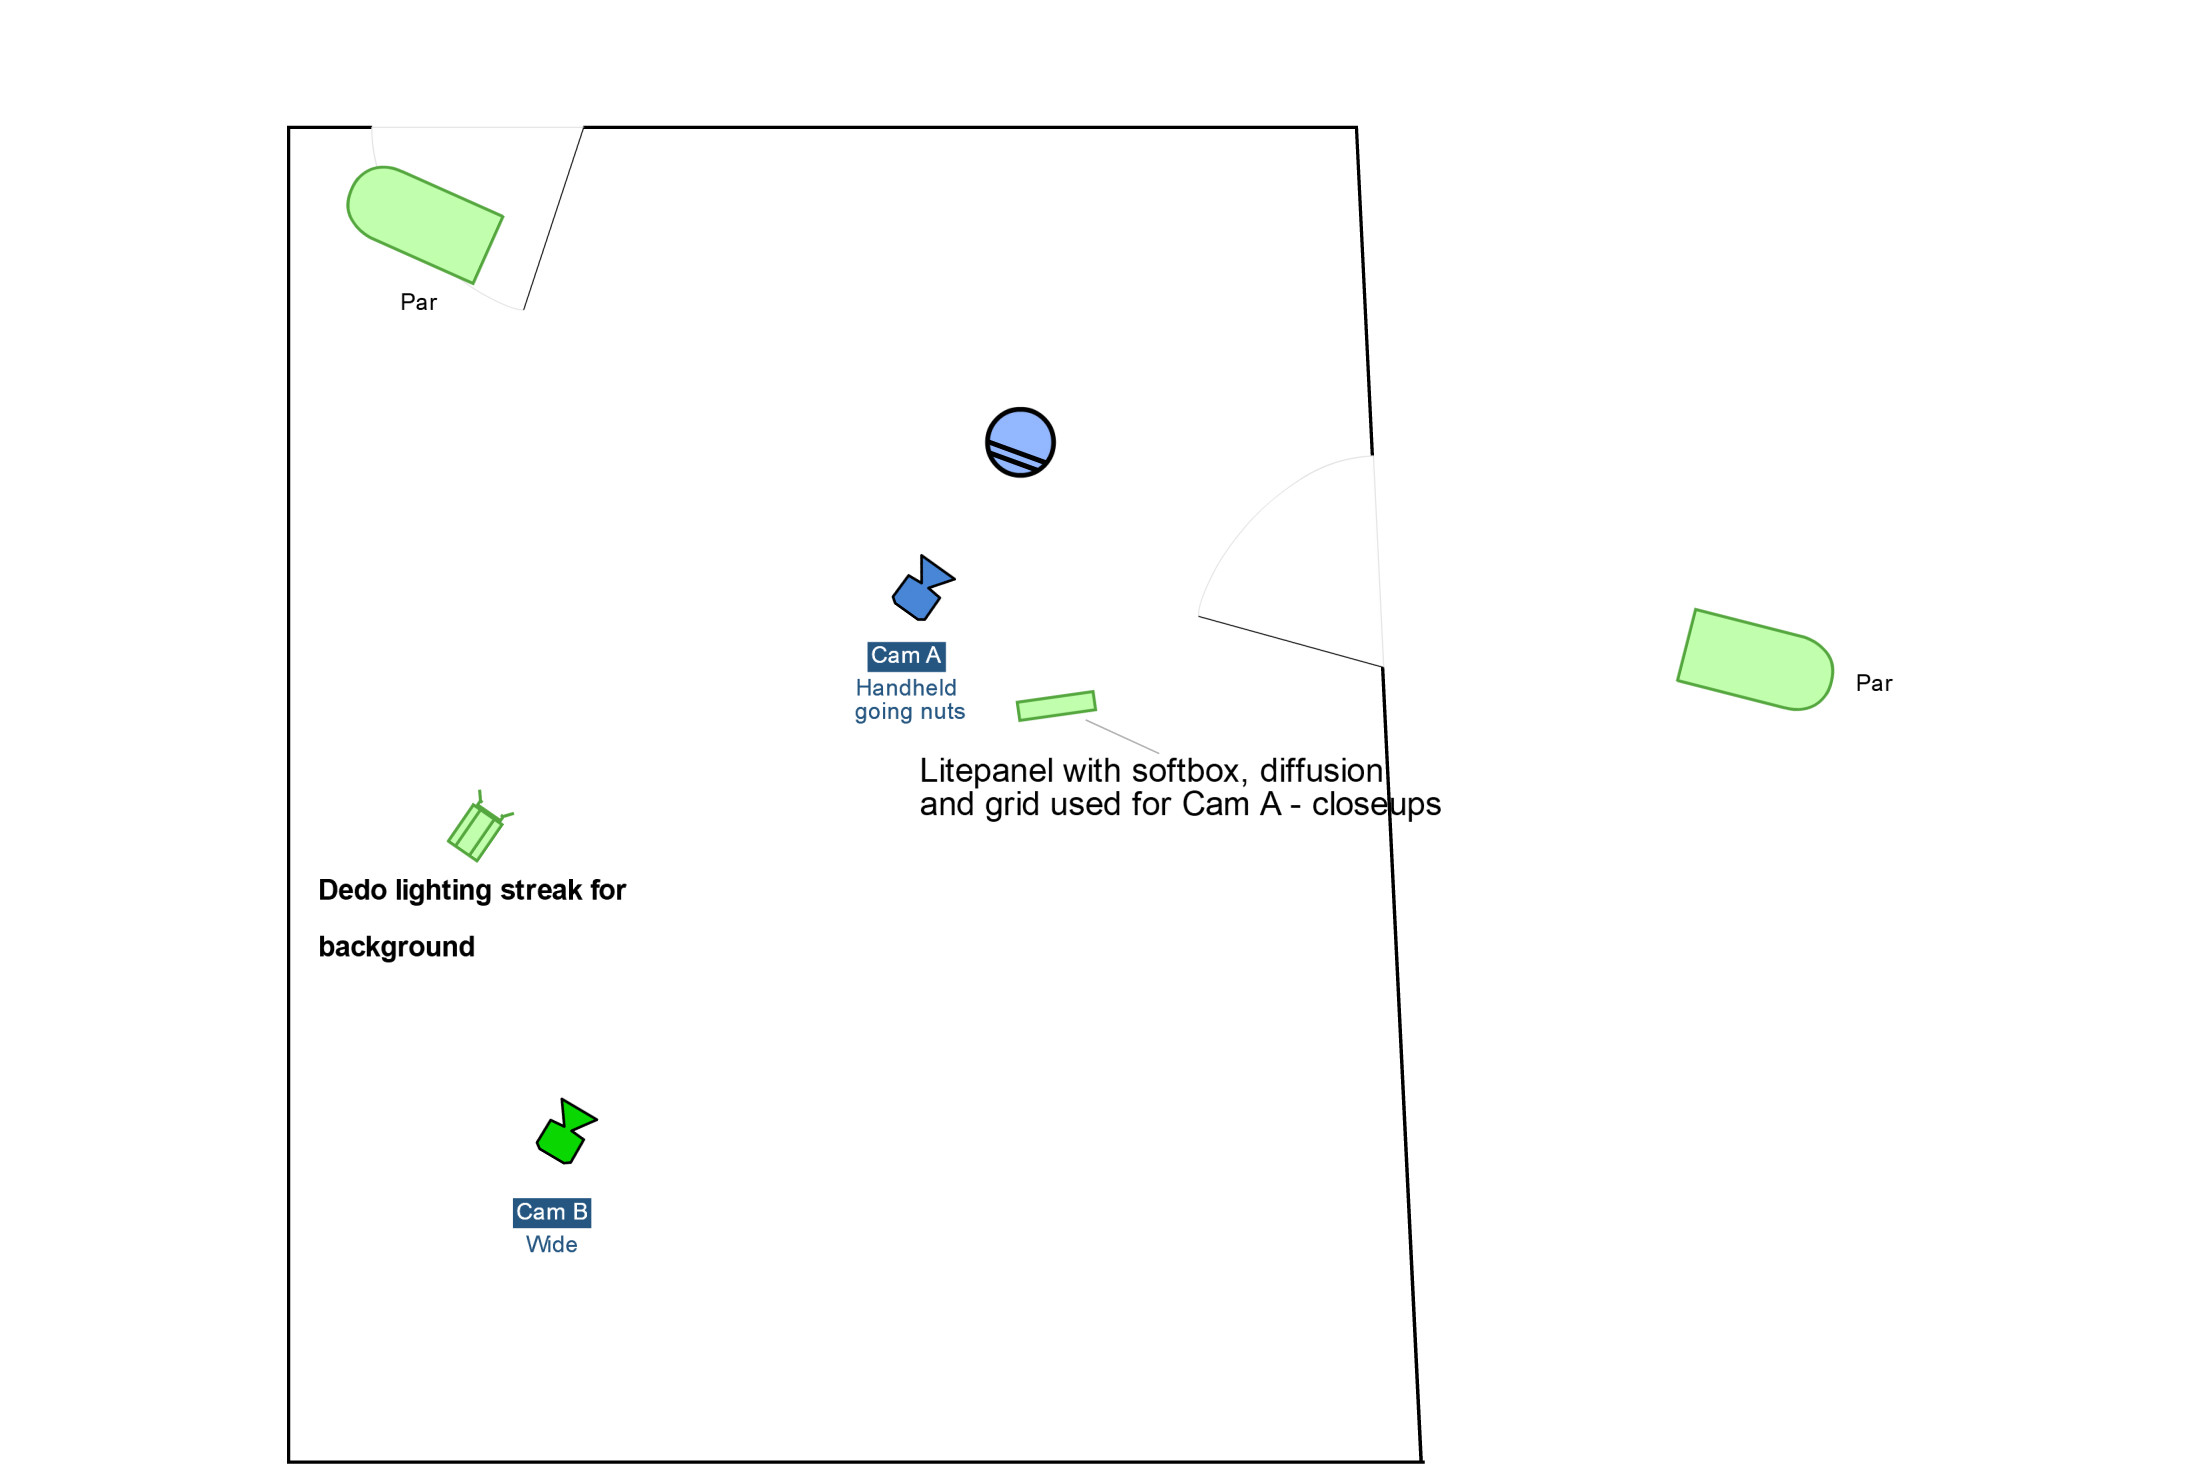 Par
Cam A
Handheld
going nuts
Par
Litepanel with softbox, diffusion
and grid used for Cam A - closeups
Dedo lighting streak for
background
Cam B
Wide